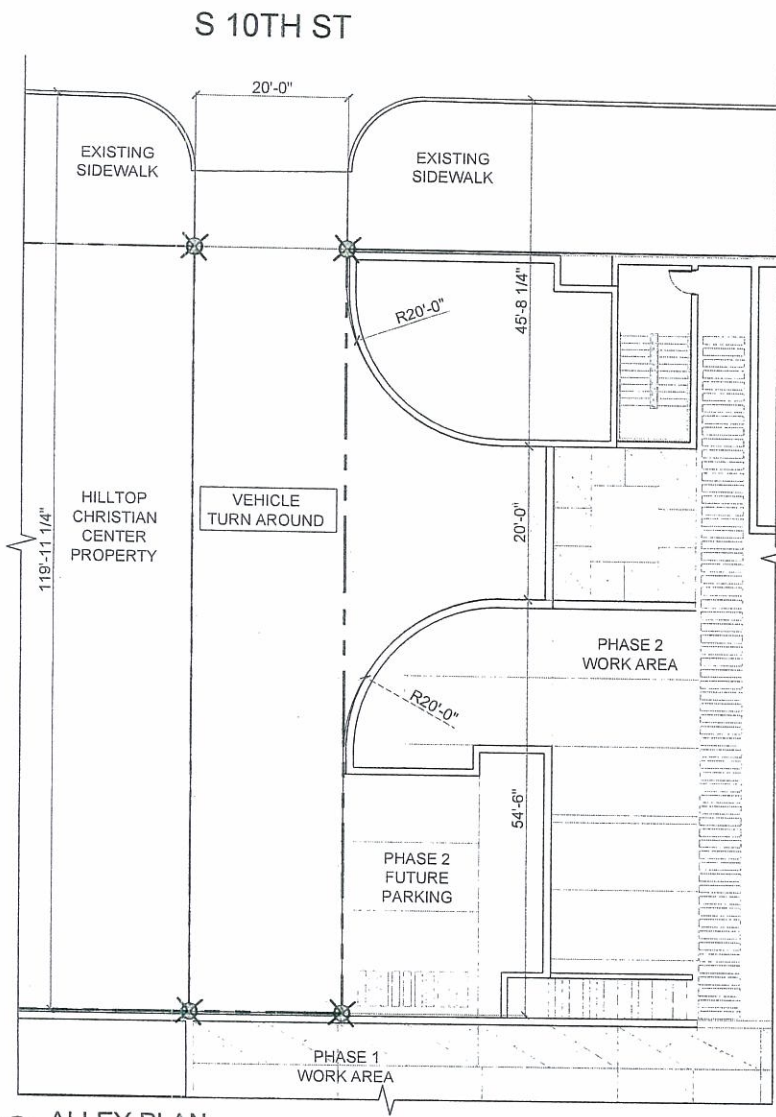 S 10TH ST
20'-0"
EXISTING
SIDEWALK
EXISTING
SIDEWALK
R20'-0"
45'-8 1/4"
HILLTOP
CHRISTIAN
CENTER
PROPERTY
VEHICLE
TURN AROUND
119'-11 1/4"
20'-0"
PHASE 2
WORK AREA
R20'-0"
54'-6"
PHASE 2
FUTURE
PARKING
PHASE 1
WORK AREA
ALLEY PLAN